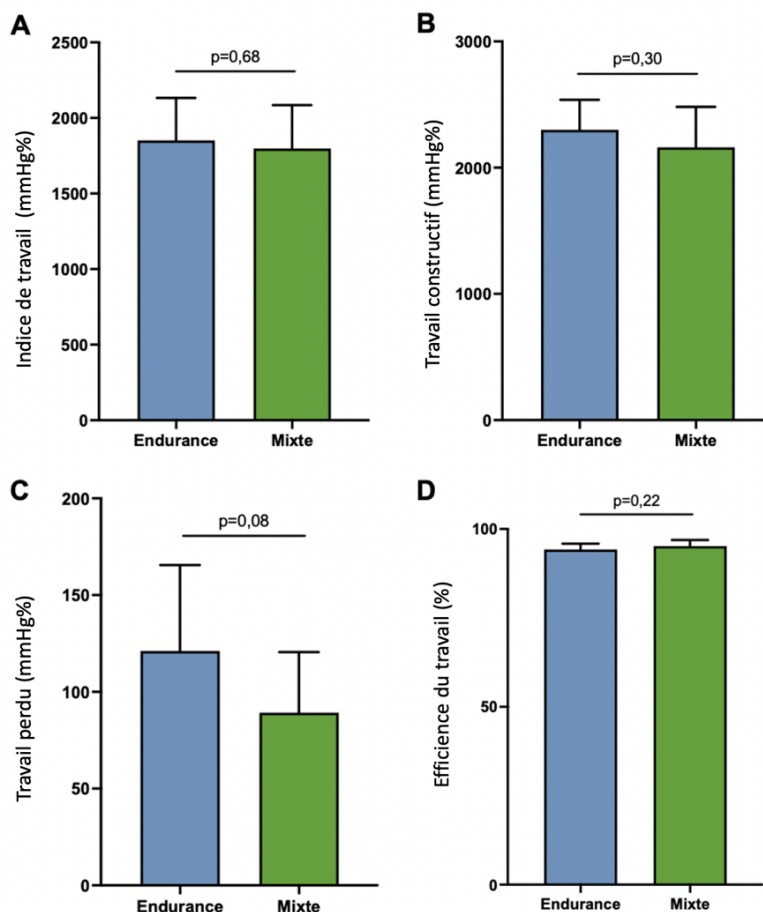 A
Indice de travail (mmHg%)
2500
2000
1500
1000
500
0
p=0,68
Endurance Mixte
B
Travail constructif (mmHg%)
3000
2000
1000
0
p=0,30
Endurance Mixte
C
Travail perdu (mmHg%)
200
150
100
50
0
p=0,08
Endurance Mixte
D
Efficience du travail (%)
100
50
0
p=0,22
Endurance Mixte